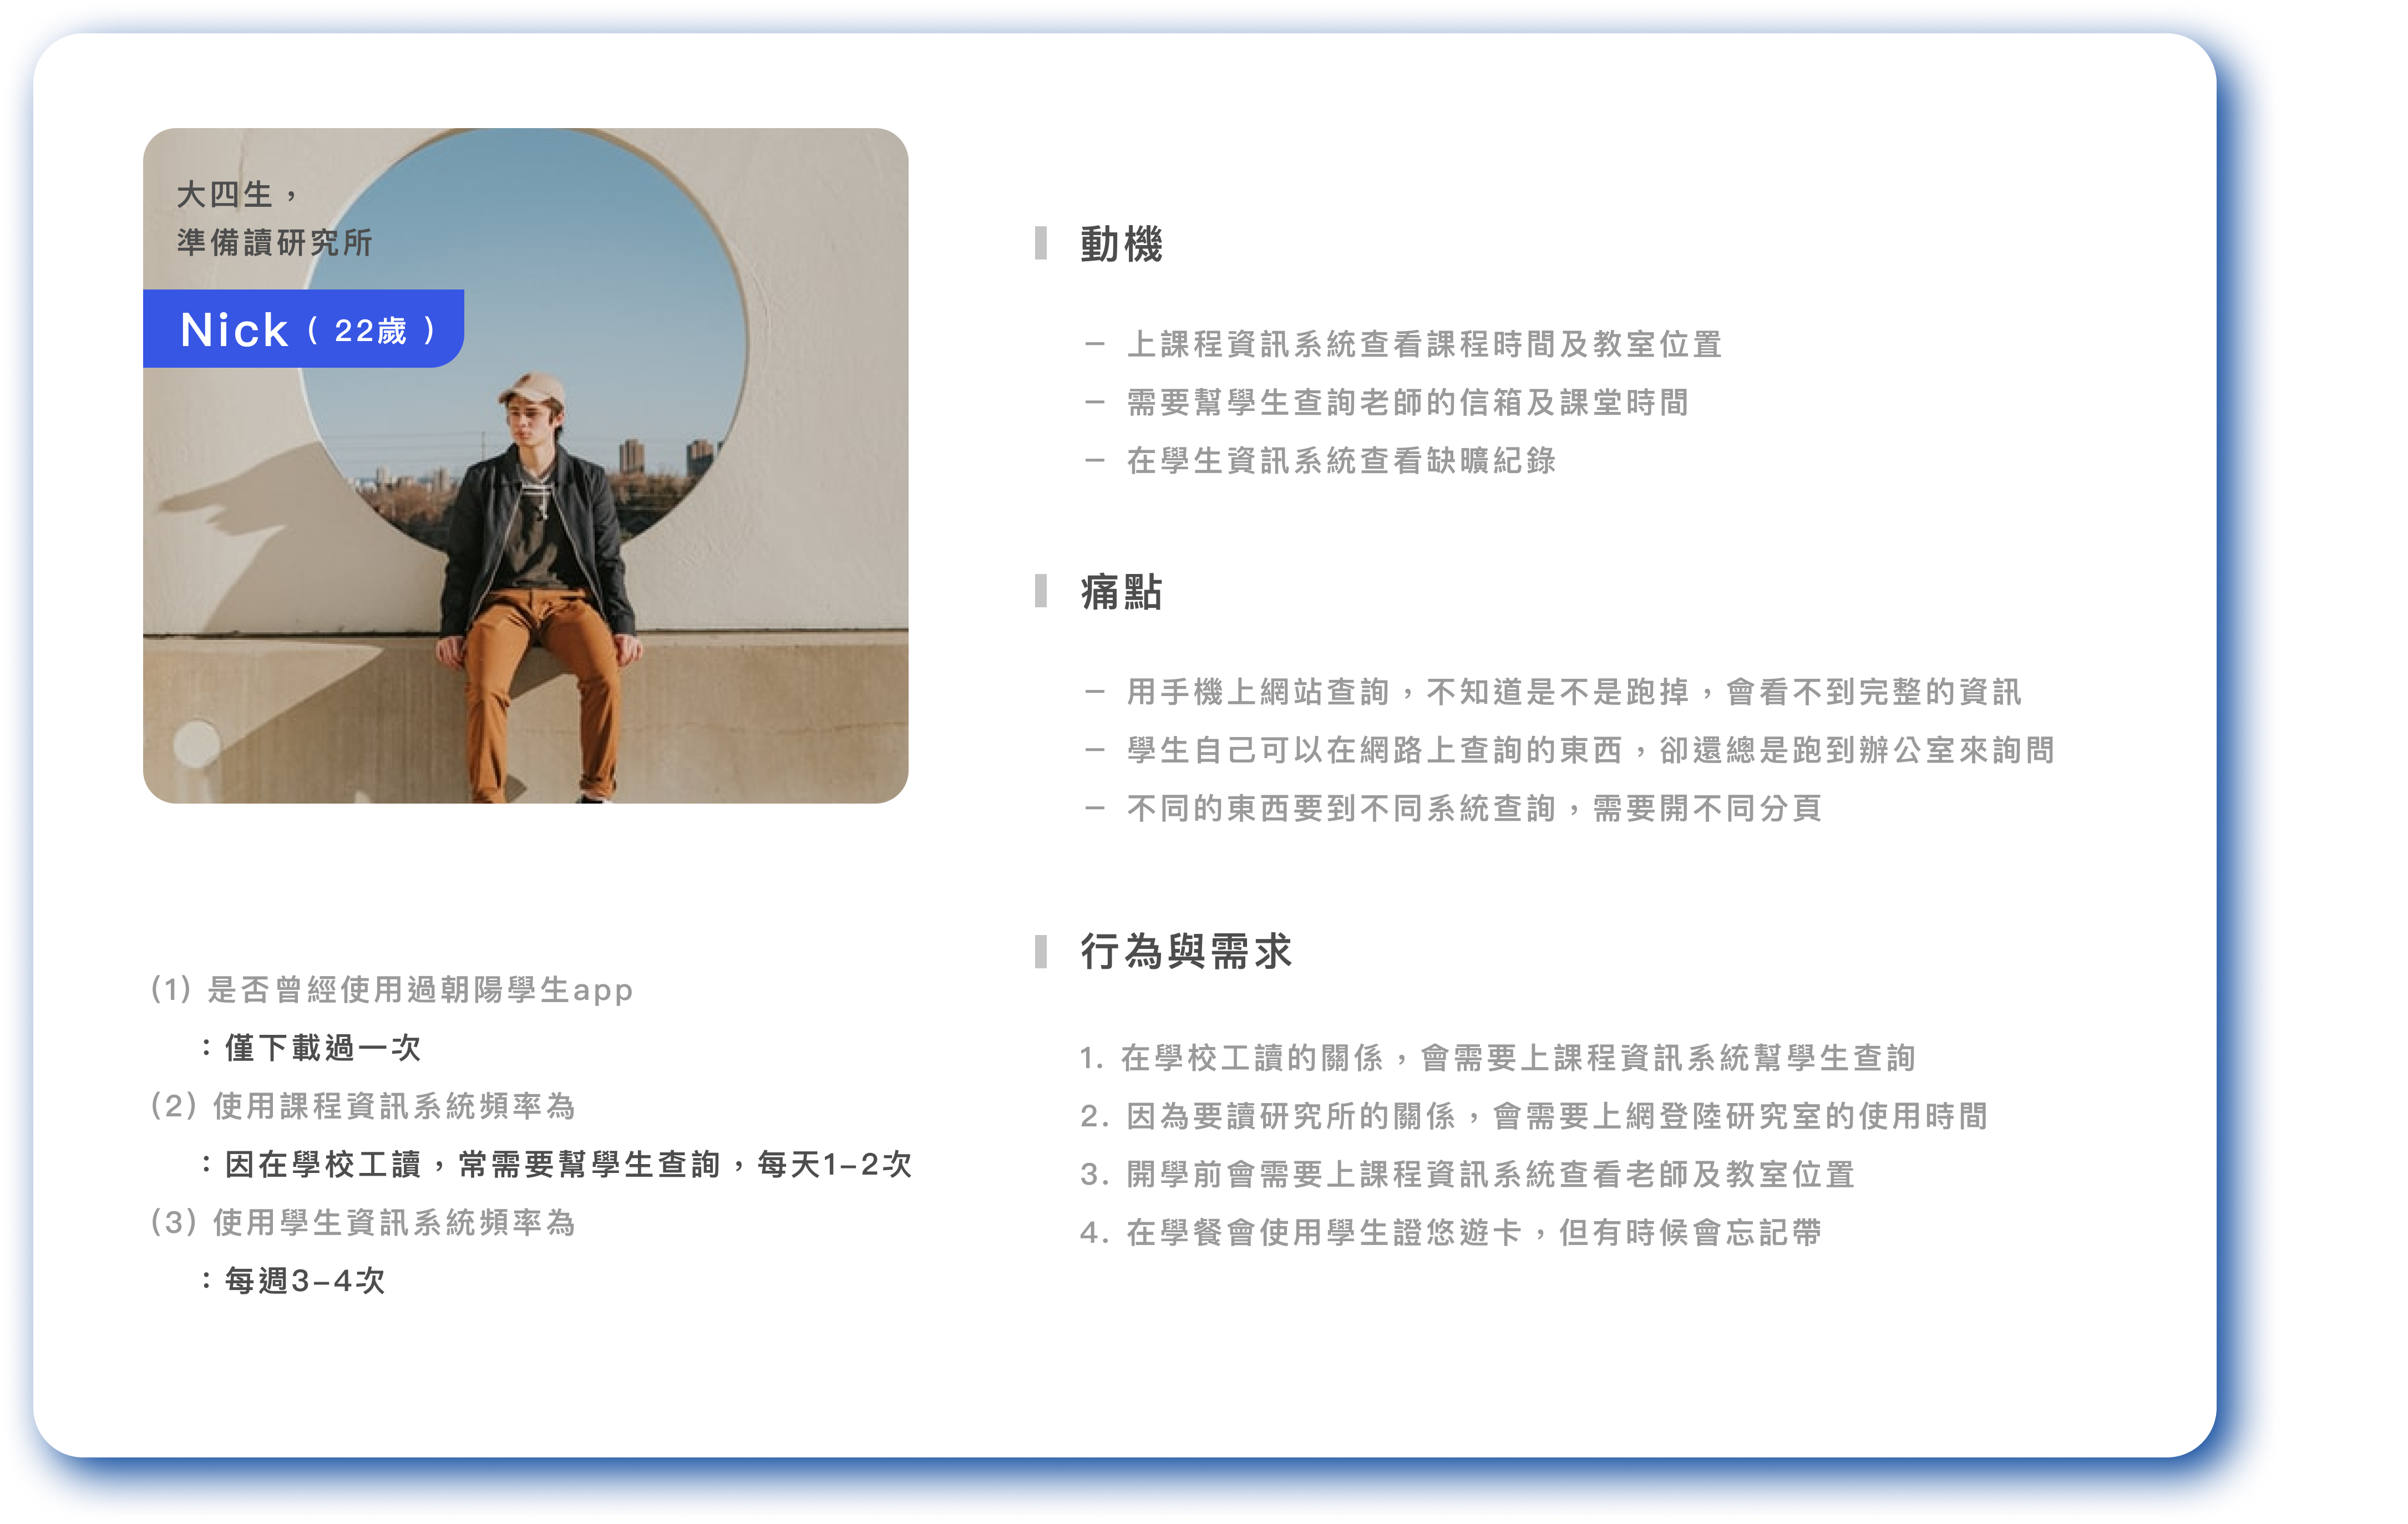 大四生，
準備讀研究所
Nick（22歲）
(1) 是否曾經使用過朝陽學生app
：僅下載過一次
(2) 使用課程資訊系統頻率為
：因在學校工讀，常需要幫學生查詢，每天1–2次
(3) 使用學生資訊系統頻率為
：每週3–4次
動機
– 上課程資訊系統查看課程時間及教室位置
– 需要幫學生查詢老師的信箱及課堂時間
– 在學生資訊系統查看缺曠紀錄
痛點
– 用手機上網站查詢，不知道是不是跑掉，會看不到完整的資訊
– 學生自己可以在網路上查詢的東西，卻還總是跑到辦公室來詢問
– 不同的東西要到不同系統查詢，需要開不同分頁
行為與需求
1. 在學校工讀的關係，會需要上課程資訊系統幫學生查詢
2. 因為要讀研究所的關係，會需要上網登陸研究室的使用時間
3. 開學前會需要上課程資訊系統查看老師及教室位置
4. 在學餐會使用學生證悠遊卡，但有時候會忘記帶